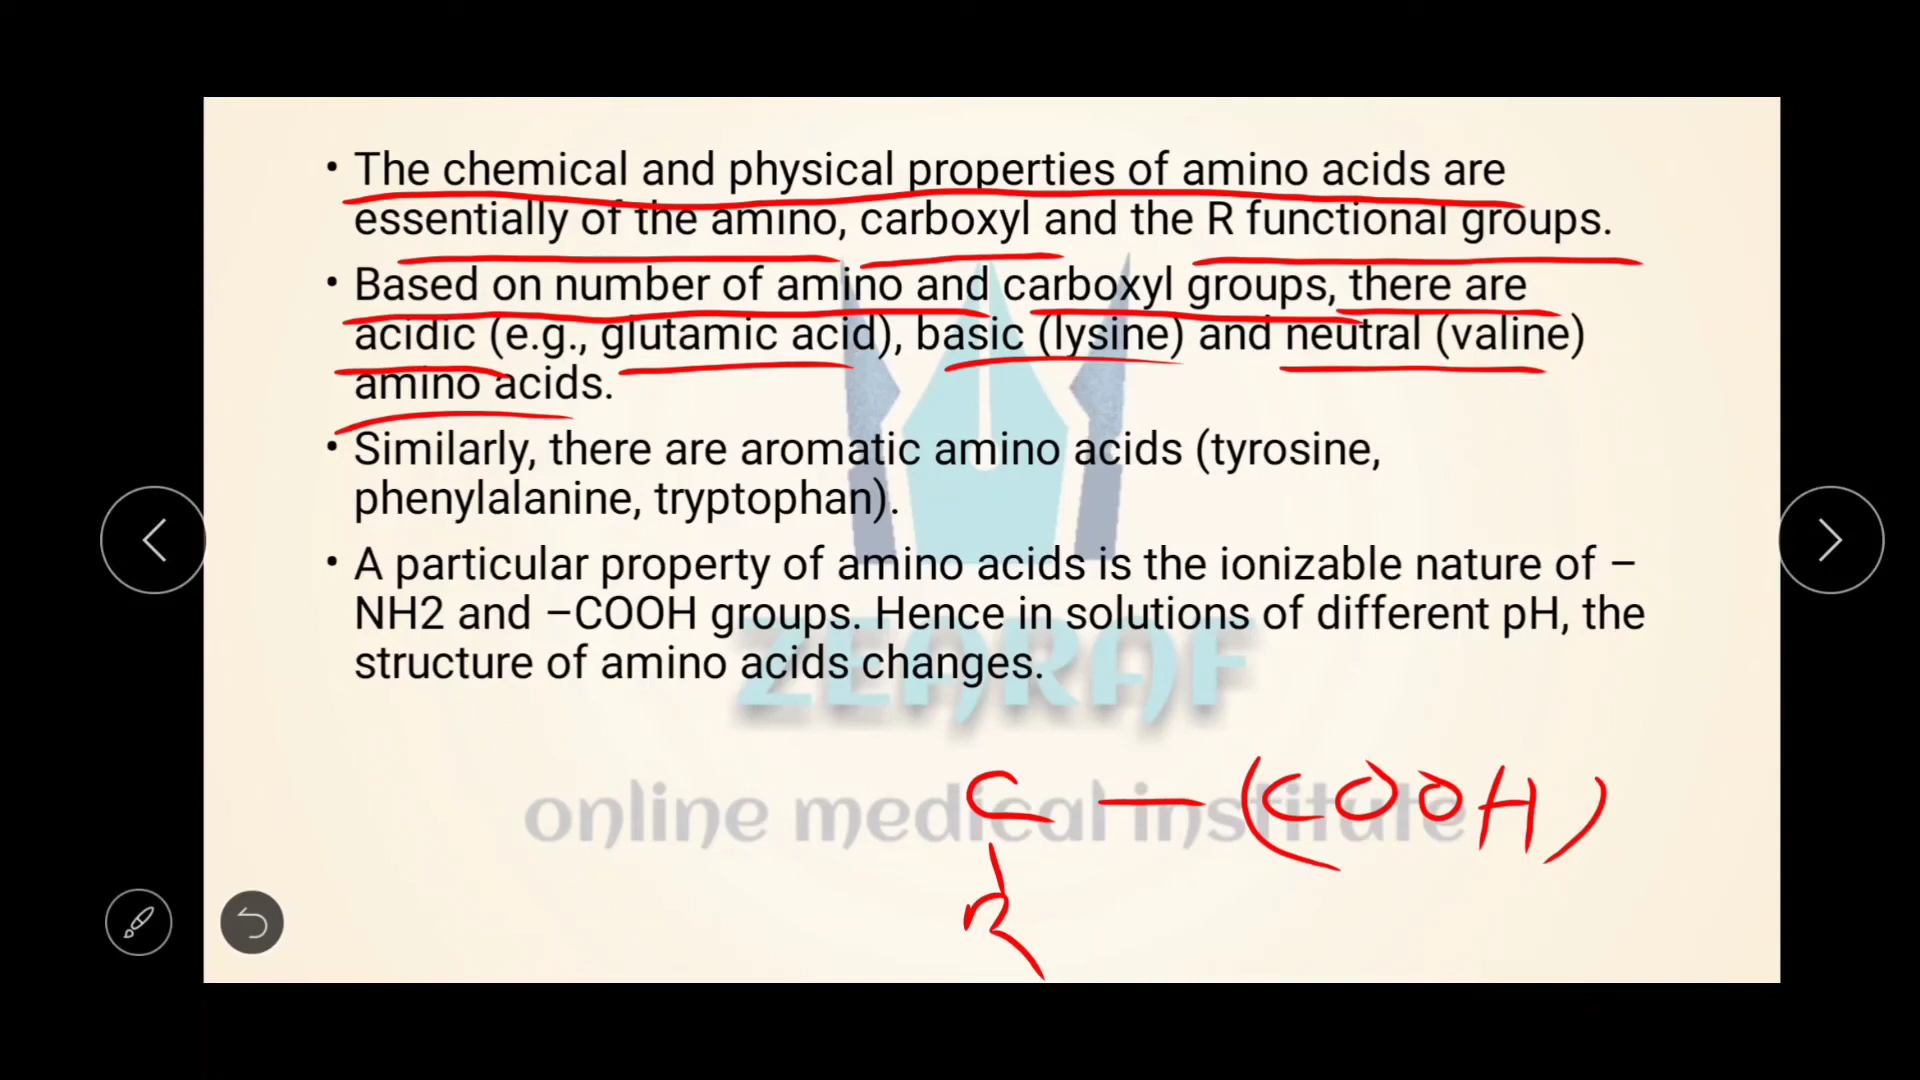 • The chemical and physical properties of amino acids are
essentially of the amino, carboxyl and the R functional groups.
• Based on number of amino and carboxyl groups, there are
acidic (e.g., glutamic acid), basic (lysine) and neutral (valine)
amino acids.
• Similarly, there are aromatic amino acids (tyrosine,
phenylalanine, tryptophan).
• A particular property of amino acids is the ionizable nature of –
NH2 and –COOH groups. Hence in solutions of different pH, the
structure of amino acids changes.
ZEARAF
online medical institute
C — (COOH)
R